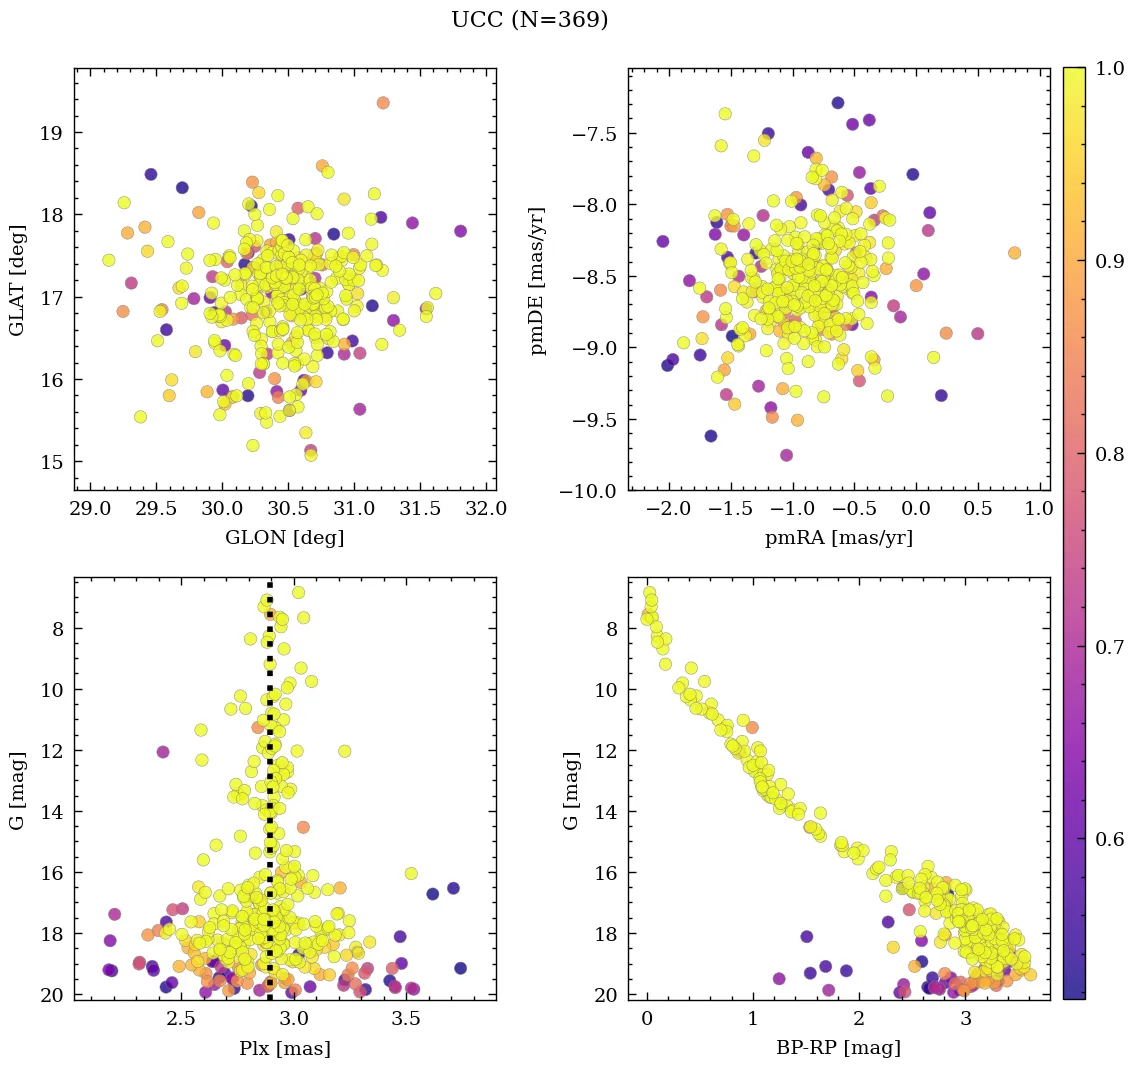 UCC (N=369)
19
18
17
16
15
GLAT [deg]
29.0 29.5 30.0 30.5 31.0 31.5 32.0
GLON [deg]
−7.5
−8.0
−8.5
−9.0
−9.5
−10.0
pmDE [mas/yr]
−2.0 −1.5 −1.0 −0.5 0.0 0.5 1.0
pmRA [mas/yr]
1.0
0.9
0.8
0.7
0.6
8
10
12
14
16
18
20
G [mag]
2.5 3.0 3.5
Plx [mas]
8
10
12
14
16
18
20
G [mag]
0 1 2 3
BP-RP [mag]